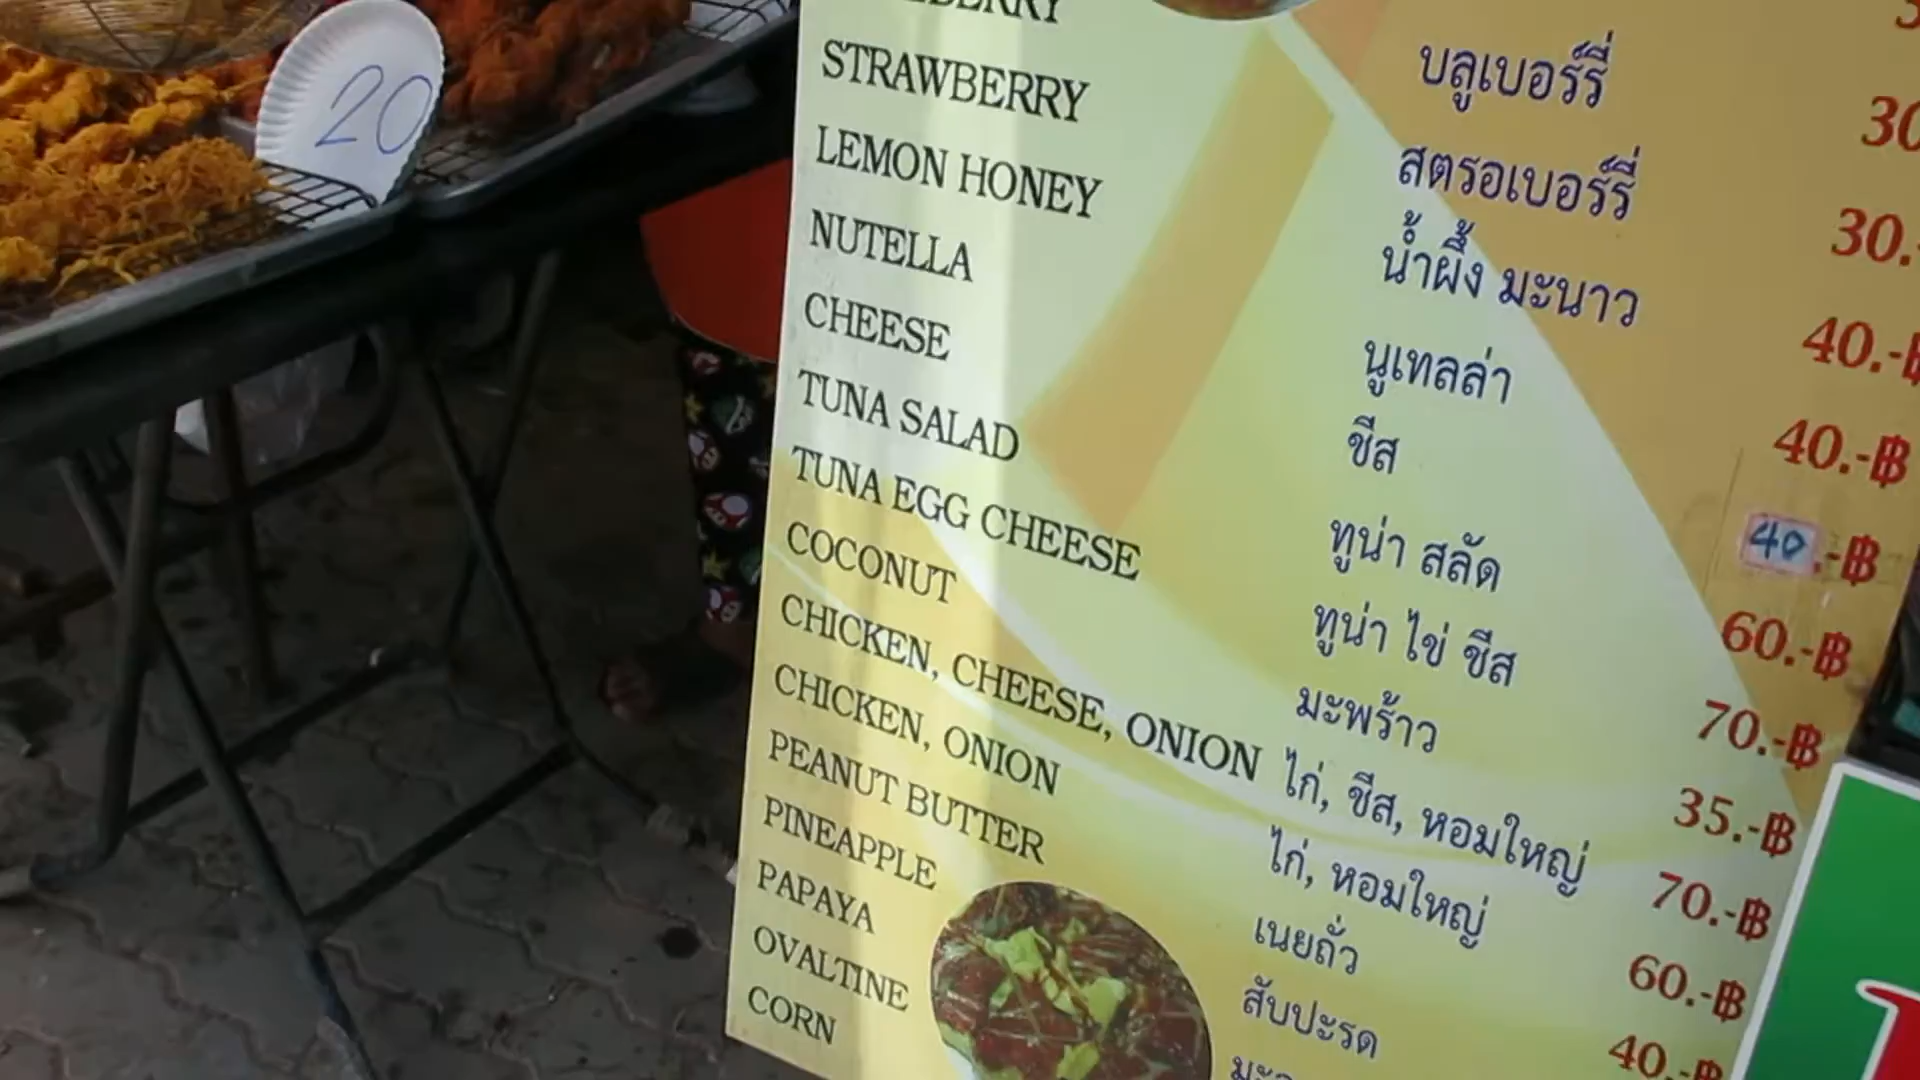 20
STRAWBERRY
LEMON HONEY
NUTELLA
CHEESE
TUNA SALAD
TUNA EGG CHEESE
COCONUT
CHICKEN, CHEESE, ONION
CHICKEN, ONION
PEANUT BUTTER
PINEAPPLE
PAPAYA
OVALTINE
CORN
บลูเบอร์รี่
สตรอเบอร์รี่
น้ำผึ้ง มะนาว
นูเทลล่า
ชีส
ทูน่า สลัด
ทูน่า ไข่ ชีส
มะพร้าว
ไก่, ชีส, หอมใหญ่
ไก่, หอมใหญ่
เนยถั่ว
สับปะรด
30
30.-
40.-฿
40.-฿
40.-฿
60.-฿
70.-฿
35.-฿
70.-฿
60.-฿
40.-฿